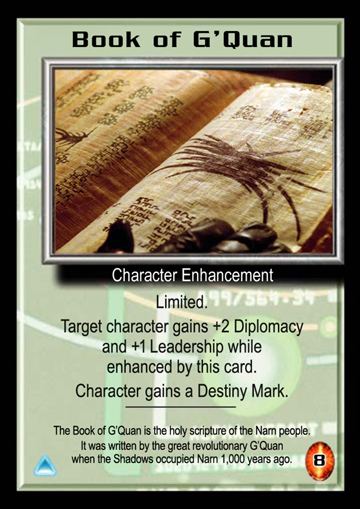 Book of G'Quan
Character Enhancement
Limited.
Target character gains +2 Diplomacy
and +1 Leadership while
enhanced by this card.
Character gains a Destiny Mark.
The Book of G'Quan is the holy scripture of the Narn people.
It was written by the great revolutionary G'Quan
when the Shadows occupied Narn 1,000 years ago.
8